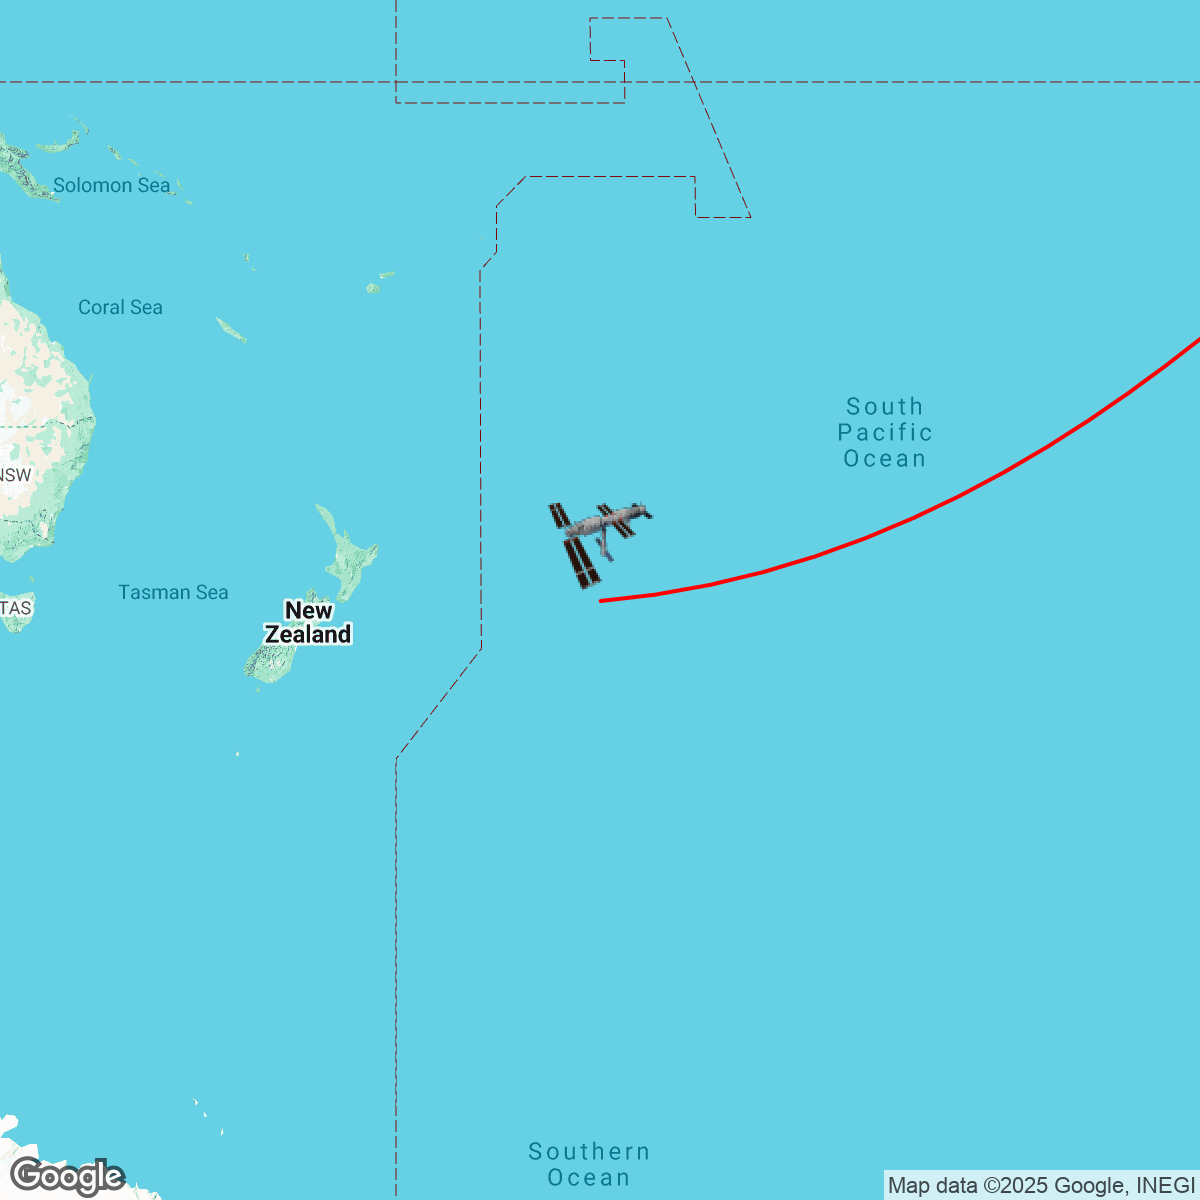 Solomon Sea
Coral Sea
South
Pacific
Ocean
NSW
Tasman Sea
TAS
New
Zealand
Southern
Ocean
Google
Map data ©2025 Google, INEGI